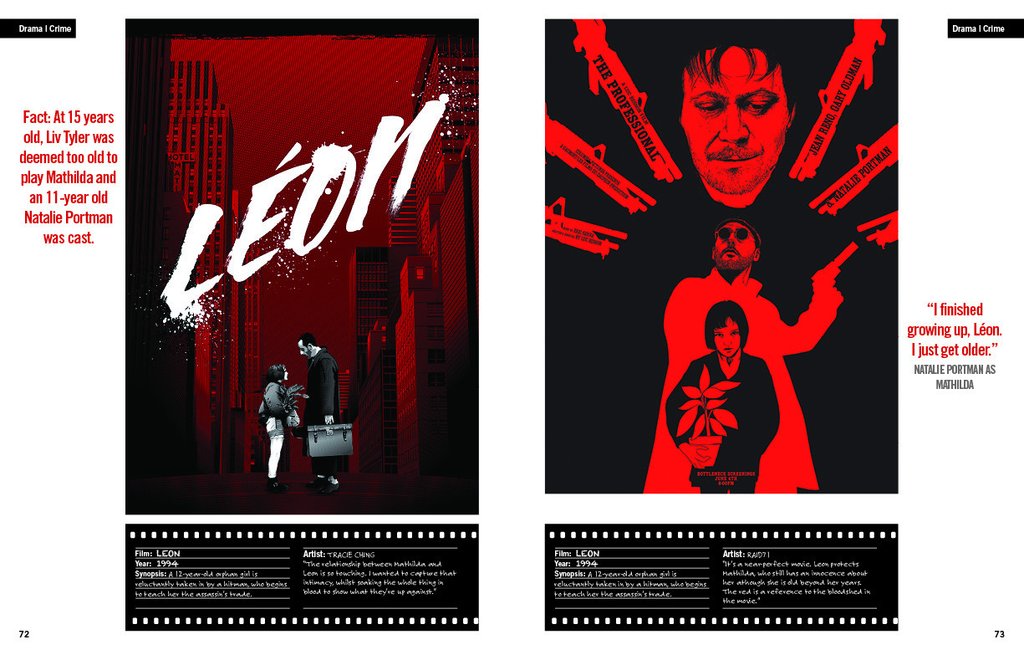 Drama | Crime
Fact: At 15 years
old, Liv Tyler was
deemed too old to
play Mathilda and
an 11-year old
Natalie Portman
was cast.
HOTEL
LÉON
Film: LEON
Year: 1994
Synopsis: A 12-year-old orphan girl is
reluctantly taken in by a hitman, who begins
to teach her the assassin's trade.
Artist: TRACIE CHING
"The relationship between Mathilda and
Leon is so touching. I wanted to capture that
intimacy, whilst soaking the whole thing in
blood to show what they're up against."
72
Drama | Crime
THE PROFESSIONAL
JEAN RENO, GARY OLDMAN
& NATALIE PORTMAN
BOTTLENECK SCREENINGS
JUNE 4TH
"I finished
growing up, Léon.
I just get older."
NATALIE PORTMAN AS
MATHILDA
Film: LEON
Year: 1994
Synopsis: A 12-year-old orphan girl is
reluctantly taken in by a hitman, who begins
to teach her the assassin's trade.
Artist: RAID71
"It's a near-perfect movie. Leon protects
Mathilda, who still has an innocence about
her athough she is old beyond her years.
The red is a reference to the bloodshed in
the movie."
73